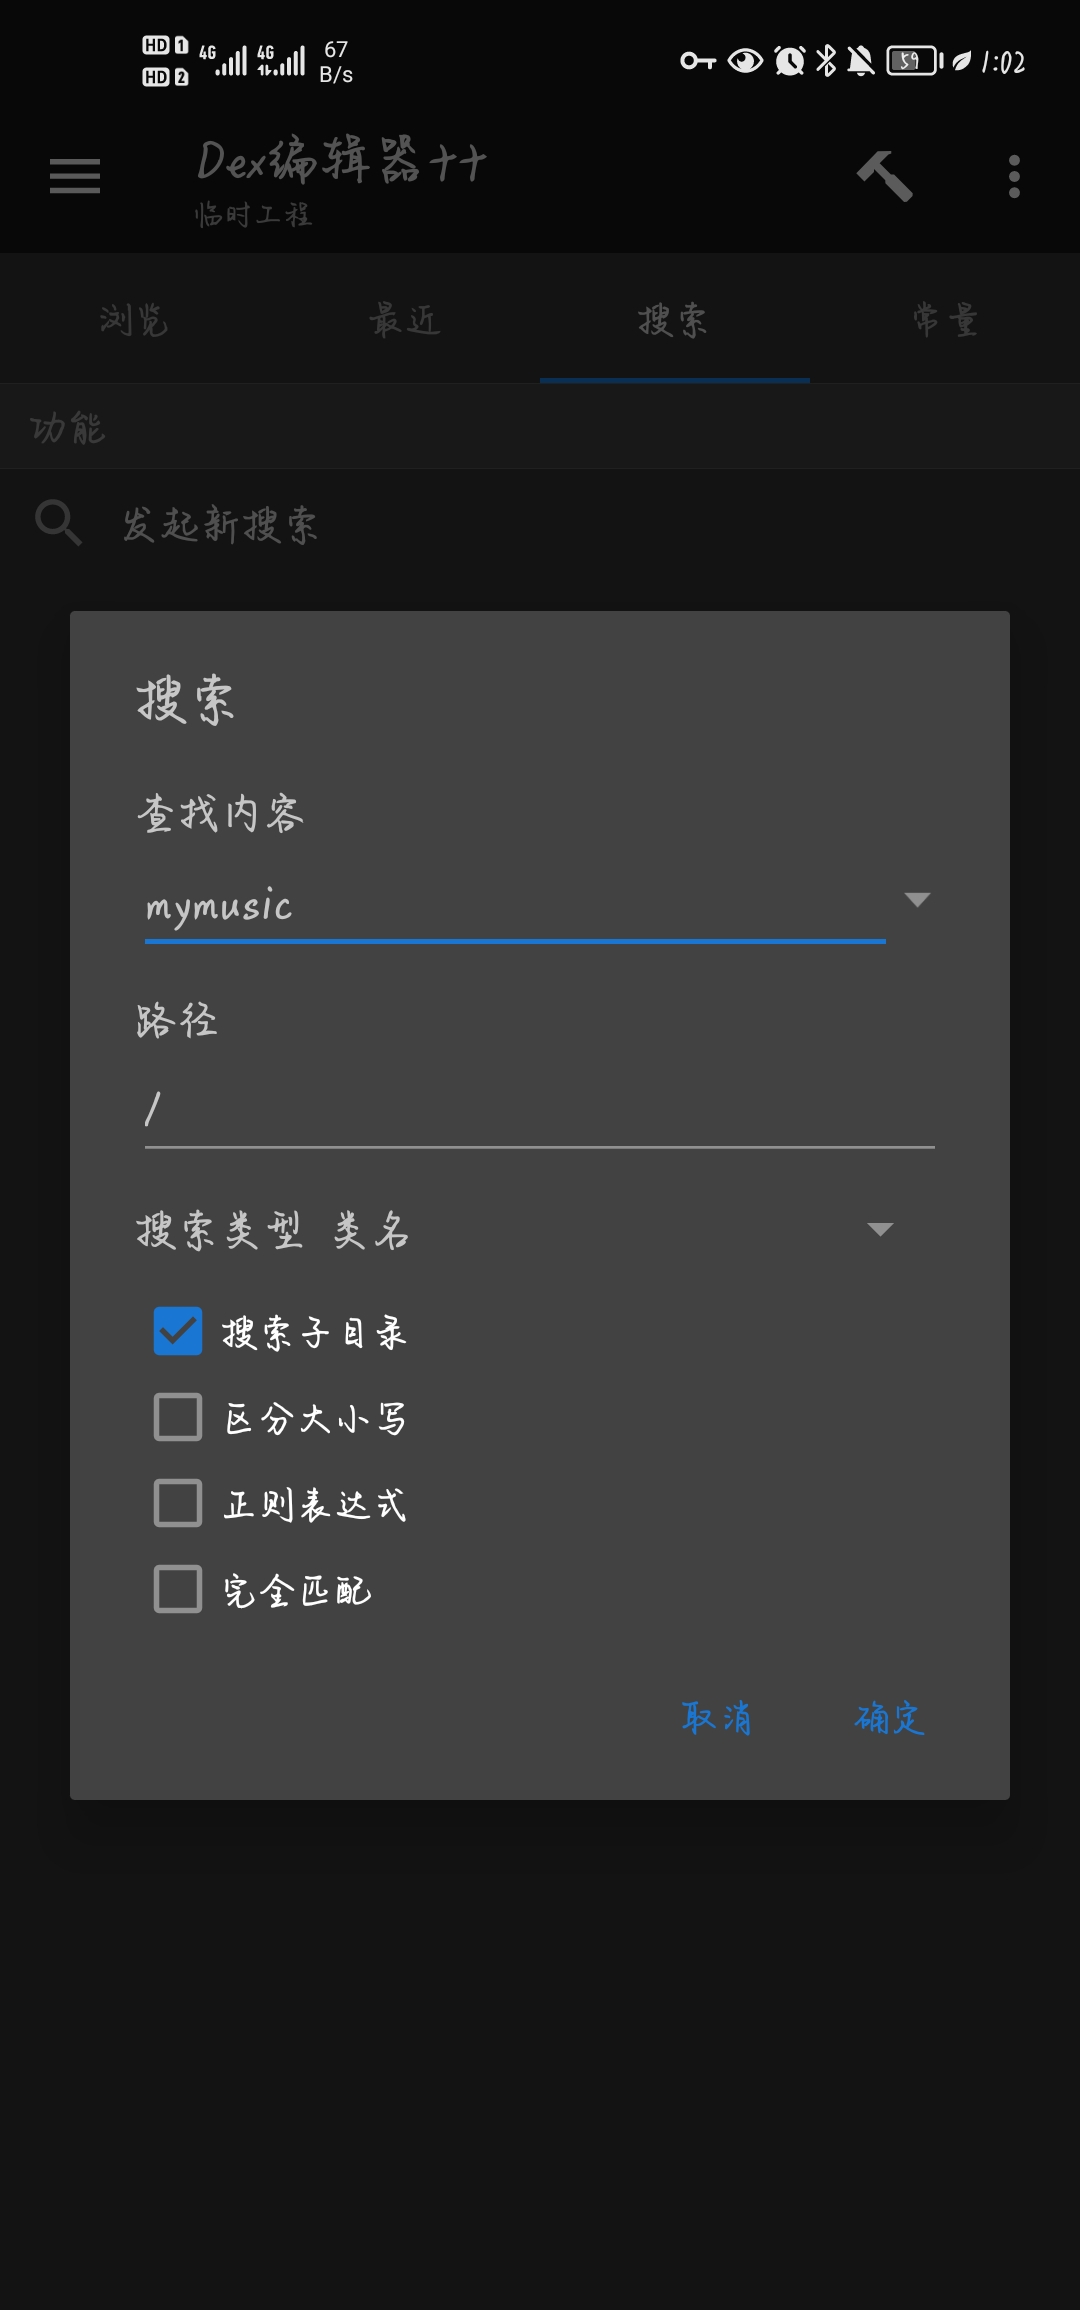 HD 1 4G 4G 67
HD 2 B/s
59 1:02
Dex编辑器++
临时工程
浏览 最近 搜索 常量
功能
发起新搜索
搜索
查找内容
mymusic
路径
/
搜索类型 类名
搜索子目录
区分大小写
正则表达式
完全匹配
取消 确定